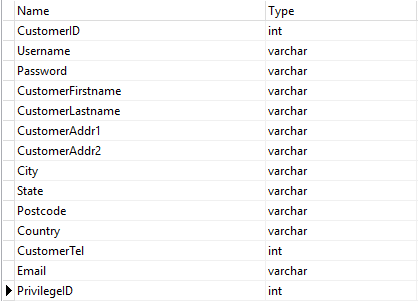 Name Type
CustomerID int
Username varchar
Password varchar
CustomerFirstname varchar
CustomerLastname varchar
CustomerAddr1 varchar
CustomerAddr2 varchar
City varchar
State varchar
Postcode varchar
Country varchar
CustomerTel int
Email varchar
PrivilegeID int